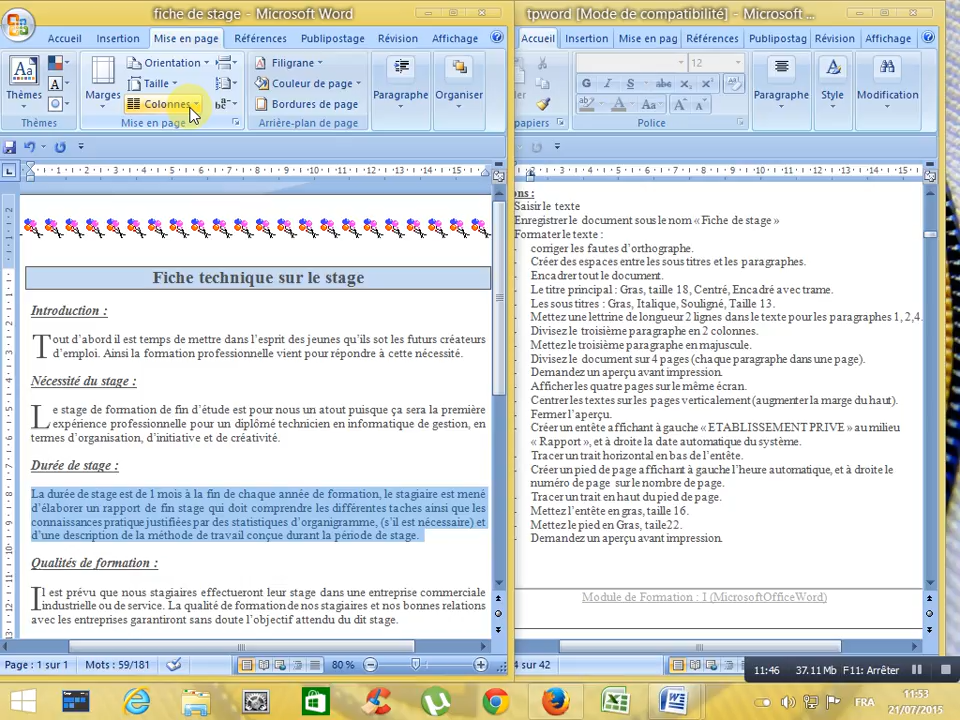 fiche de stage - Microsoft Word
Accueil Insertion Mise en page Références Publipostage Révision Affichage
Thèmes
Marges
Orientation
Taille
Colonnes
Filigrane
Couleur de page
Bordures de page
Paragraphe
Organiser
Thèmes
Mise en page
Arrière-plan de page
Fiche technique sur le stage
Introduction :
Tout d'abord il est temps de mettre dans l'esprit des jeunes qu'ils sot les futurs créateurs
d'emploi. Ainsi la formation professionnelle vient pour répondre à cette nécessité.
Nécessité du stage :
Le stage de formation de fin d'étude est pour nous un atout puisque ça sera la première
expérience professionnelle pour un diplômé technicien en informatique de gestion, en
termes d'organisation, d'initiative et de créativité.
Durée de stage :
La durée de stage est de 1 mois à la fin de chaque année de formation, le stagiaire est mené
d'élaborer un rapport de fin stage qui doit comprendre les différentes taches ainsi que les
connaissances pratique justifiées par des statistiques d'organigramme, (s'il est nécessaire) et
d'une description de la méthode de travail conçue durant la période de stage.
Qualités de formation :
Il est prévu que nous stagiaires effectueront leur stage dans une entreprise commerciale
industrielle ou de service. La qualité de formation de nos stagiaires et nos bonnes relations
avec les entreprises garantiront sans doute l'objectif attendu du dit stage.
Page : 1 sur 1 Mots : 59/181 80 %
tpword [Mode de compatibilité] - Microsoft ...
Accueil Insertion Mise en pag Références Publipostage Révision Affichage
12
G I S
Aa
Paragraphe
Style
Modification
papiers
Police
ons :
Saisir le texte
Enregistrer le document sous le nom « Fiche de stage »
Formater le texte :
corriger les fautes d'orthographe.
Créer des espaces entre les sous titres et les paragraphes.
Encadrer tout le document.
Le titre principal : Gras, taille 18, Centré, Encadré avec trame.
Les sous titres : Gras, Italique, Souligné, Taille 13.
Mettez une lettrine de longueur 2 lignes dans le texte pour les paragraphes 1, 2,4.
Divisez le troisième paragraphe en 2 colonnes.
Mettez le troisième paragraphe en majuscule.
Divisez le document sur 4 pages (chaque paragraphe dans une page).
Demandez un aperçu avant impression.
Afficher les quatre pages sur le même écran.
Centrer les textes sur les pages verticalement (augmenter la marge du haut).
Fermer l'aperçu.
Créer un entête affichant à gauche « ETABLISSEMENT PRIVE » au milieu
« Rapport », et à droite la date automatique du système.
Tracer un trait horizontal en bas de l'entête.
Créer un pied de page affichant à gauche l'heure automatique, et à droite le
numéro de page sur le nombre de page.
Tracer un trait en haut du pied de page.
Mettez l'entête en gras, taille 16.
Mettez le pied en Gras, taille22.
Demandez un aperçu avant impression.
Module de Formation : I (MicrosoftOfficeWord)
4 sur 42
11:46 37.11 Mb F11: Arrêter
FRA
11:53
21/07/2015